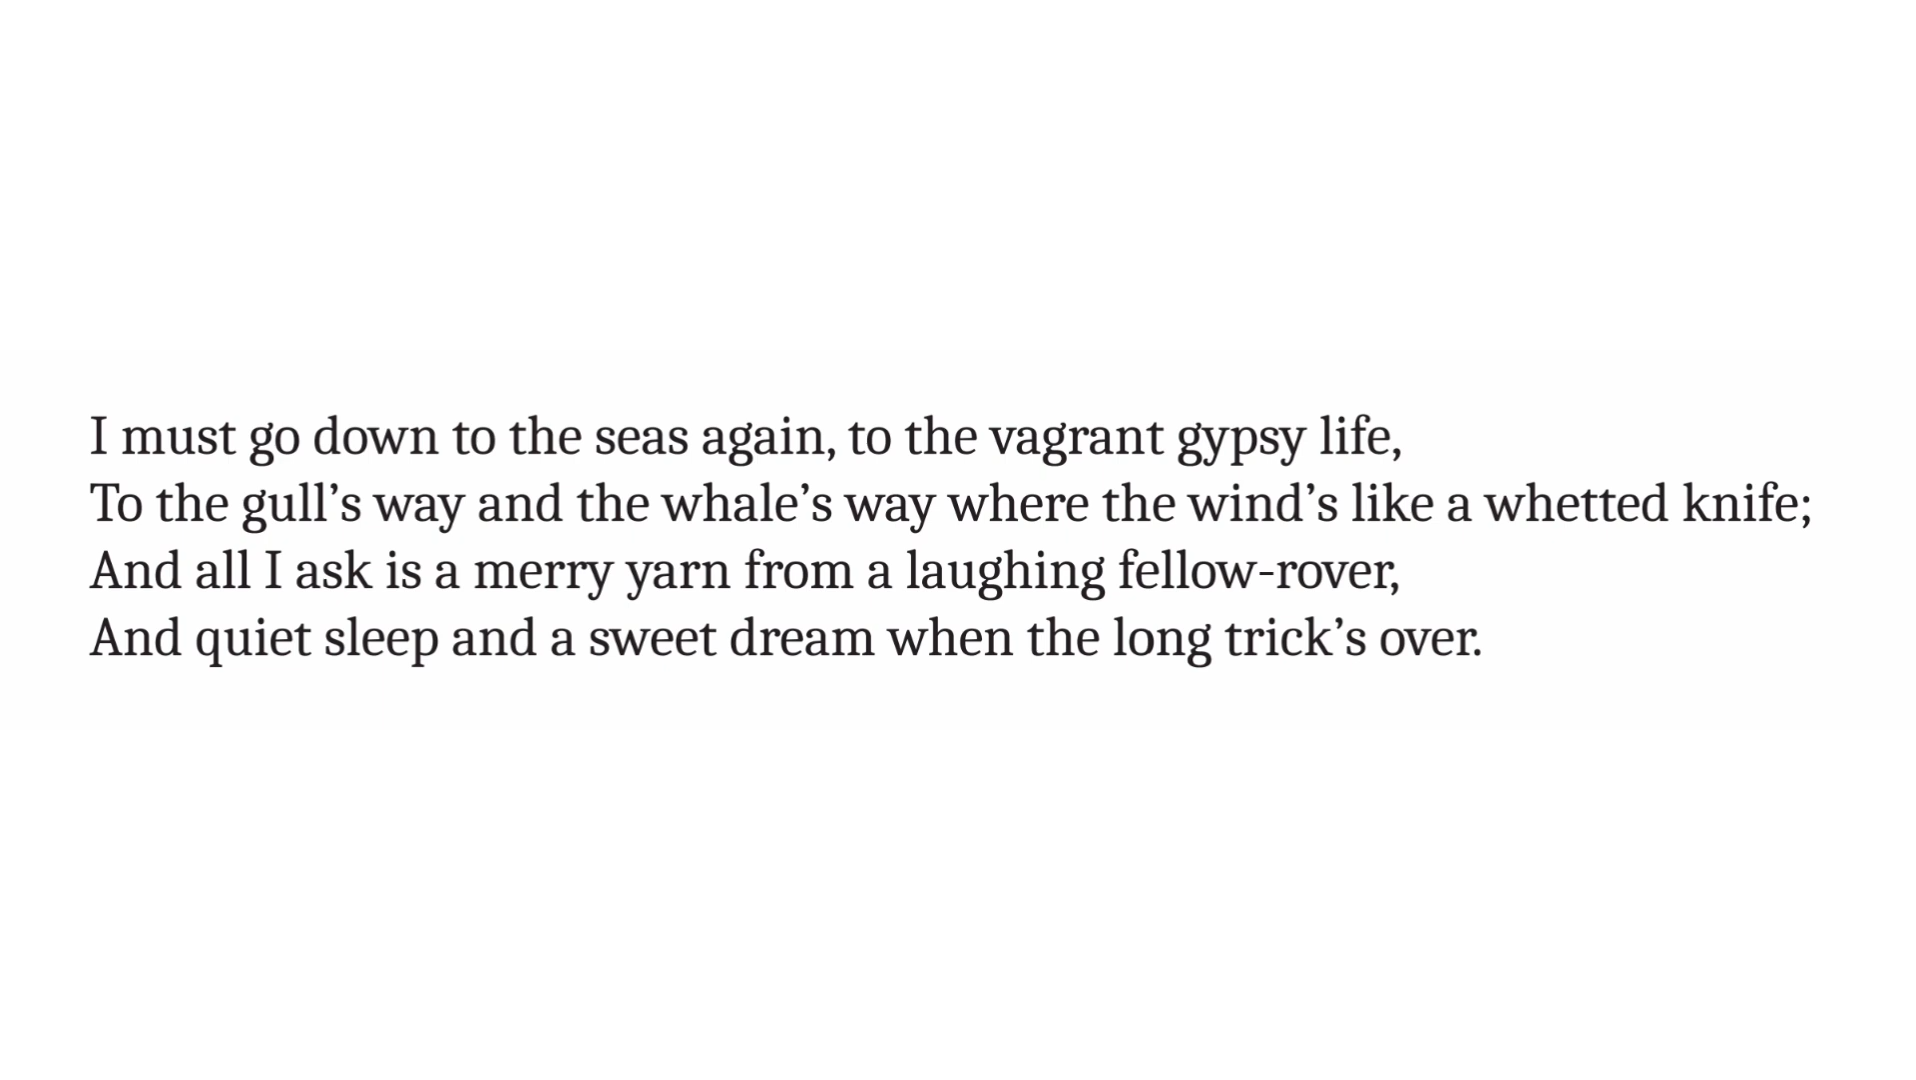 I must go down to the seas again, to the vagrant gypsy life,
To the gull’s way and the whale’s way where the wind’s like a whetted knife;
And all I ask is a merry yarn from a laughing fellow-rover,
And quiet sleep and a sweet dream when the long trick’s over.